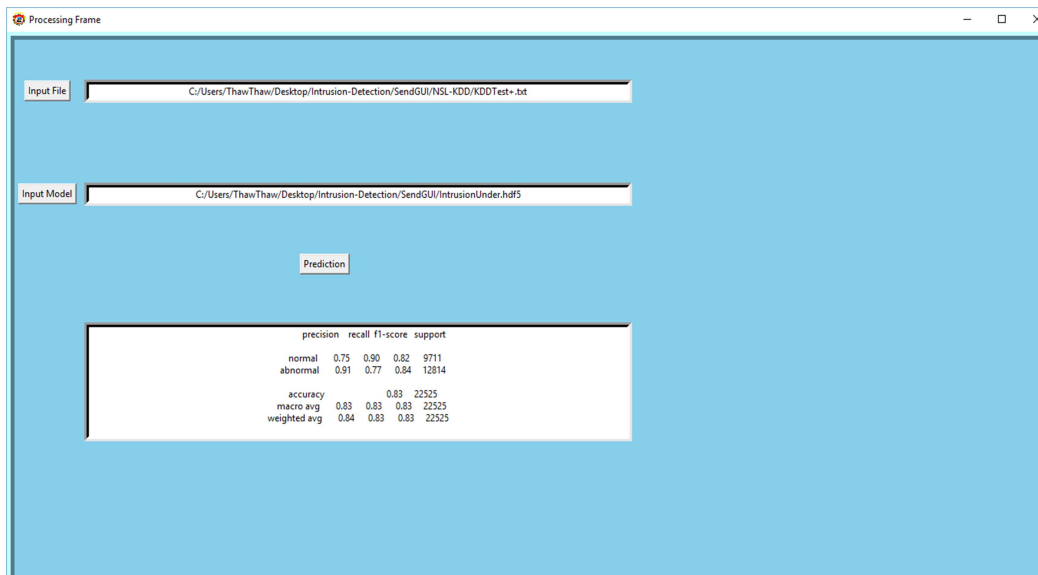 Processing Frame
Input File
C:/Users/ThawThaw/Desktop/Intrusion-Detection/SendGUI/NSL-KDD/KDDTest+.txt
Input Model
C:/Users/ThawThaw/Desktop/Intrusion-Detection/SendGUI/IntrusionUnder.hdf5
Prediction
precision recall f1-score support
normal 0.75 0.90 0.82 9711
abnormal 0.91 0.77 0.84 12814
accuracy 0.83 22525
macro avg 0.83 0.83 0.83 22525
weighted avg 0.84 0.83 0.83 22525